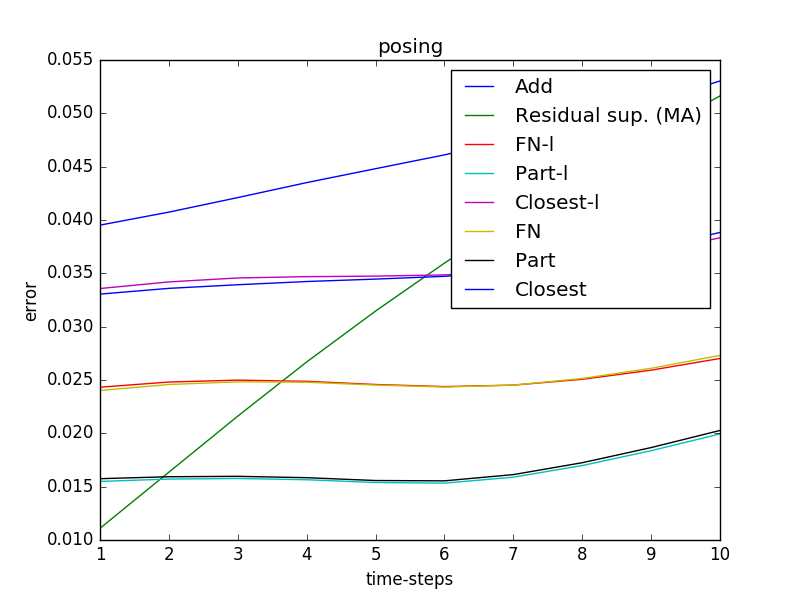 posing
0.055
0.050
0.045
0.040
0.035
0.030
0.025
0.020
0.015
0.010
error
Add
Residual sup. (MA)
FN-l
Part-l
Closest-l
FN
Part
Closest
1 2 3 4 5 6 7 8 9 10
time-steps